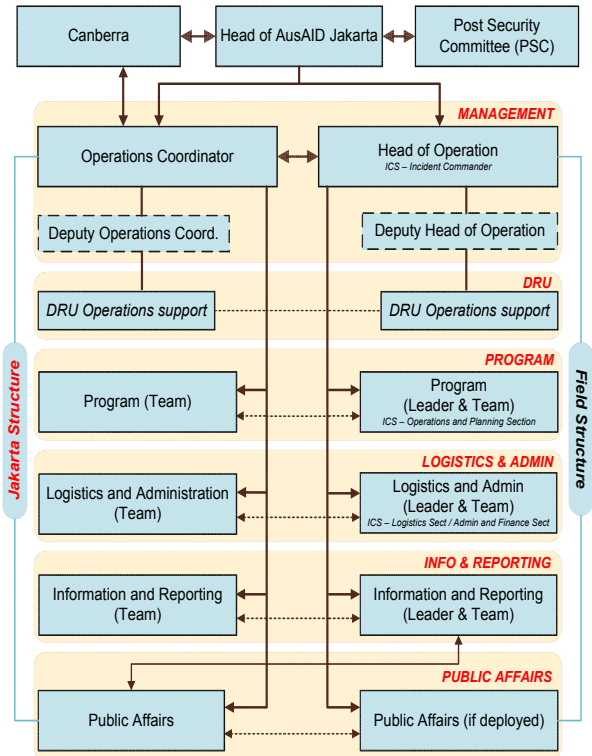 Canberra
Head of AusAID Jakarta
Post Security
Committee (PSC)
MANAGEMENT
Operations Coordinator
Head of Operation
ICS – Incident Commander
Deputy Operations Coord.
Deputy Head of Operation
DRU
DRU Operations support
DRU Operations support
Jakarta Structure
Field Structure
PROGRAM
Program (Team)
Program
(Leader & Team)
ICS – Operations and Planning Section
LOGISTICS & ADMIN
Logistics and Administration
(Team)
Logistics and Admin
(Leader & Team)
ICS – Logistics Sect / Admin and Finance Sect
INFO & REPORTING
Information and Reporting
(Team)
Information and Reporting
(Leader & Team)
PUBLIC AFFAIRS
Public Affairs
Public Affairs (if deployed)